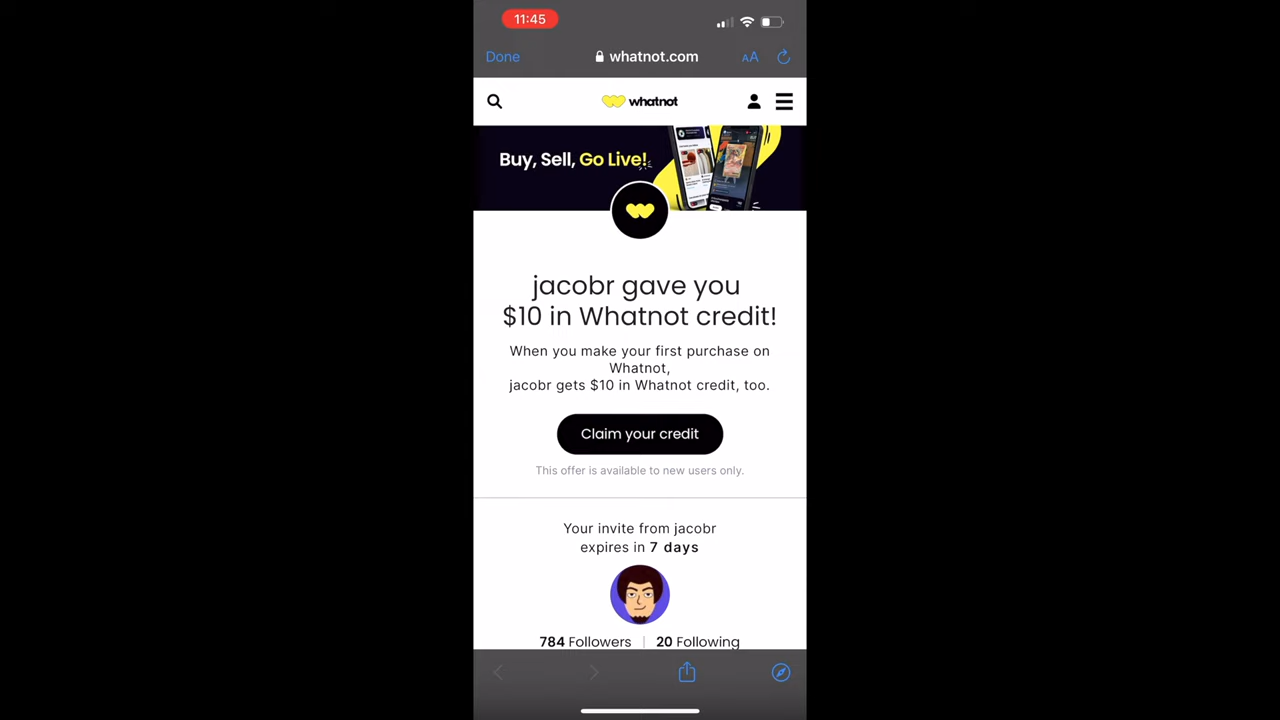 11:45
Done
whatnot.com
AA
whatnot
Buy, Sell, Go Live!
jacobr gave you
$10 in Whatnot credit!
When you make your first purchase on
Whatnot,
jacobr gets $10 in Whatnot credit, too.
Claim your credit
This offer is available to new users only.
Your invite from jacobr
expires in 7 days
784 Followers | 20 Following